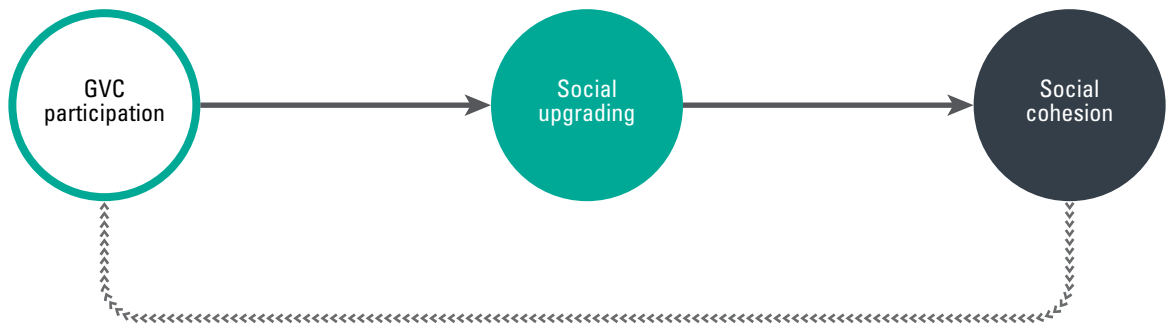 GVC
participation
Social
upgrading
Social
cohesion